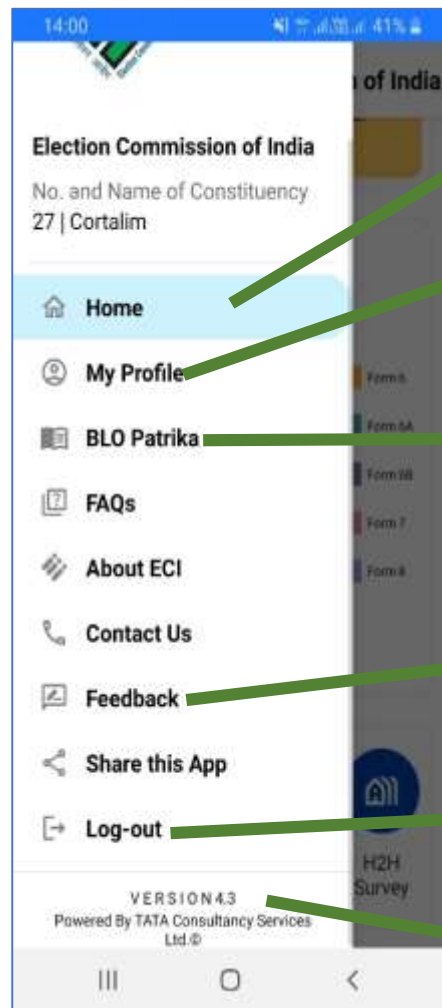 14:00
41%
of India
Election Commission of India
No. and Name of Constituency
27 | Cortalim
Home
My Profile
Form 6
Form 6A
BLO Patrika
Form 6B
FAQs
Form 7
About ECI
Form 8
Contact Us
Feedback
Share this App
Log-out
H2H
Survey
VERSION 4.3
Powered By TATA Consultancy Services
Ltd.©